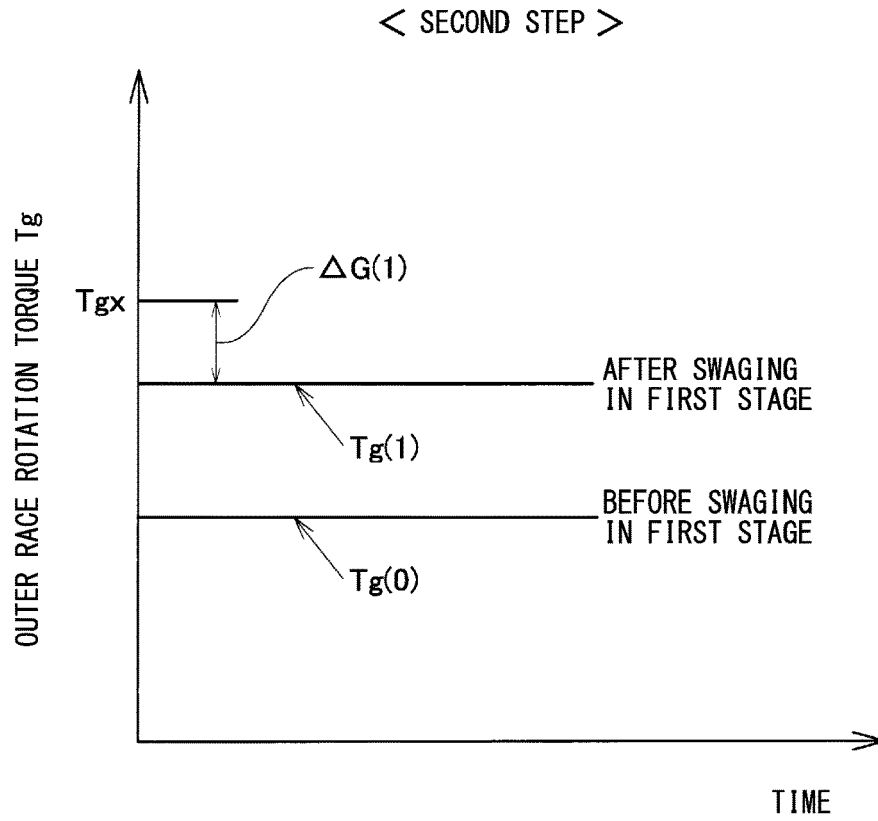 < SECOND STEP >
OUTER RACE ROTATION TORQUE Tg
Tgx
△G(1)
AFTER SWAGING
IN FIRST STAGE
Tg(1)
BEFORE SWAGING
IN FIRST STAGE
Tg(0)
TIME